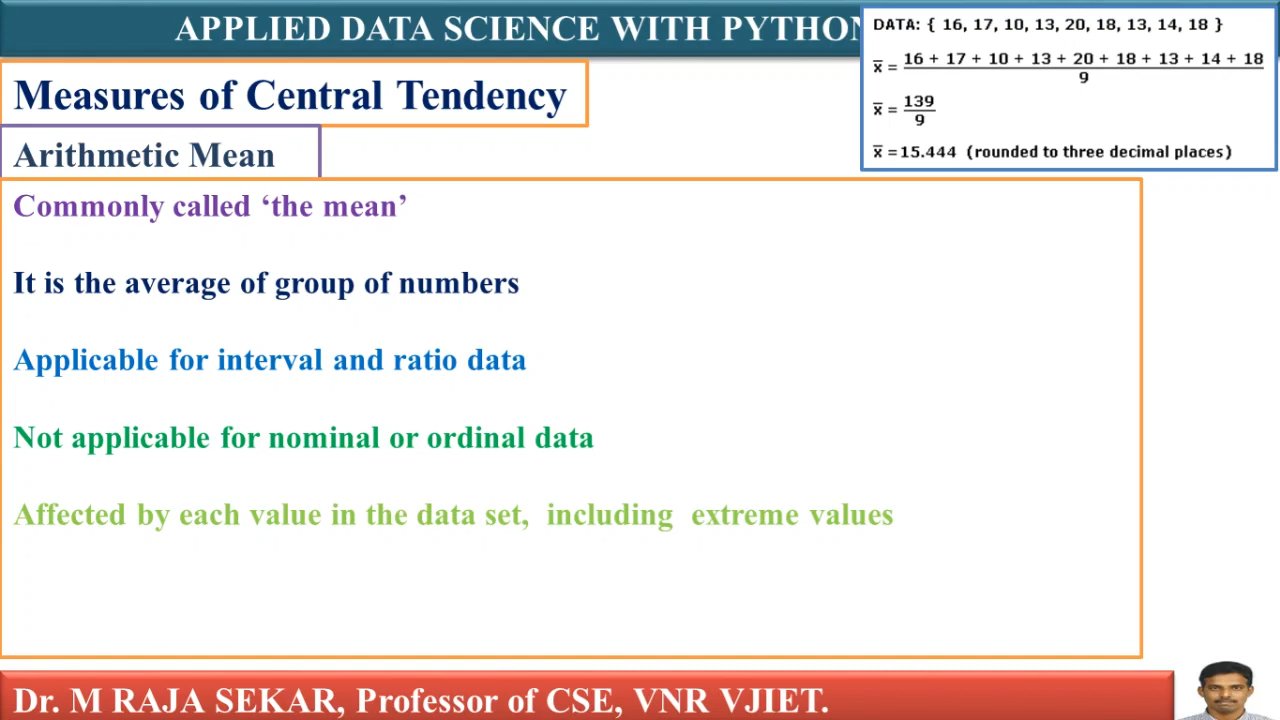 APPLIED DATA SCIENCE WITH PYTHON
DATA: { 16, 17, 10, 13, 20, 18, 13, 14, 18 }
x̄ = 16 + 17 + 10 + 13 + 20 + 18 + 13 + 14 + 18
9
x̄ = 139
9
x̄ = 15.444 (rounded to three decimal places)
Measures of Central Tendency
Arithmetic Mean
Commonly called ‘the mean’
It is the average of group of numbers
Applicable for interval and ratio data
Not applicable for nominal or ordinal data
Affected by each value in the data set, including extreme values
Dr. M RAJA SEKAR, Professor of CSE, VNR VJIET.